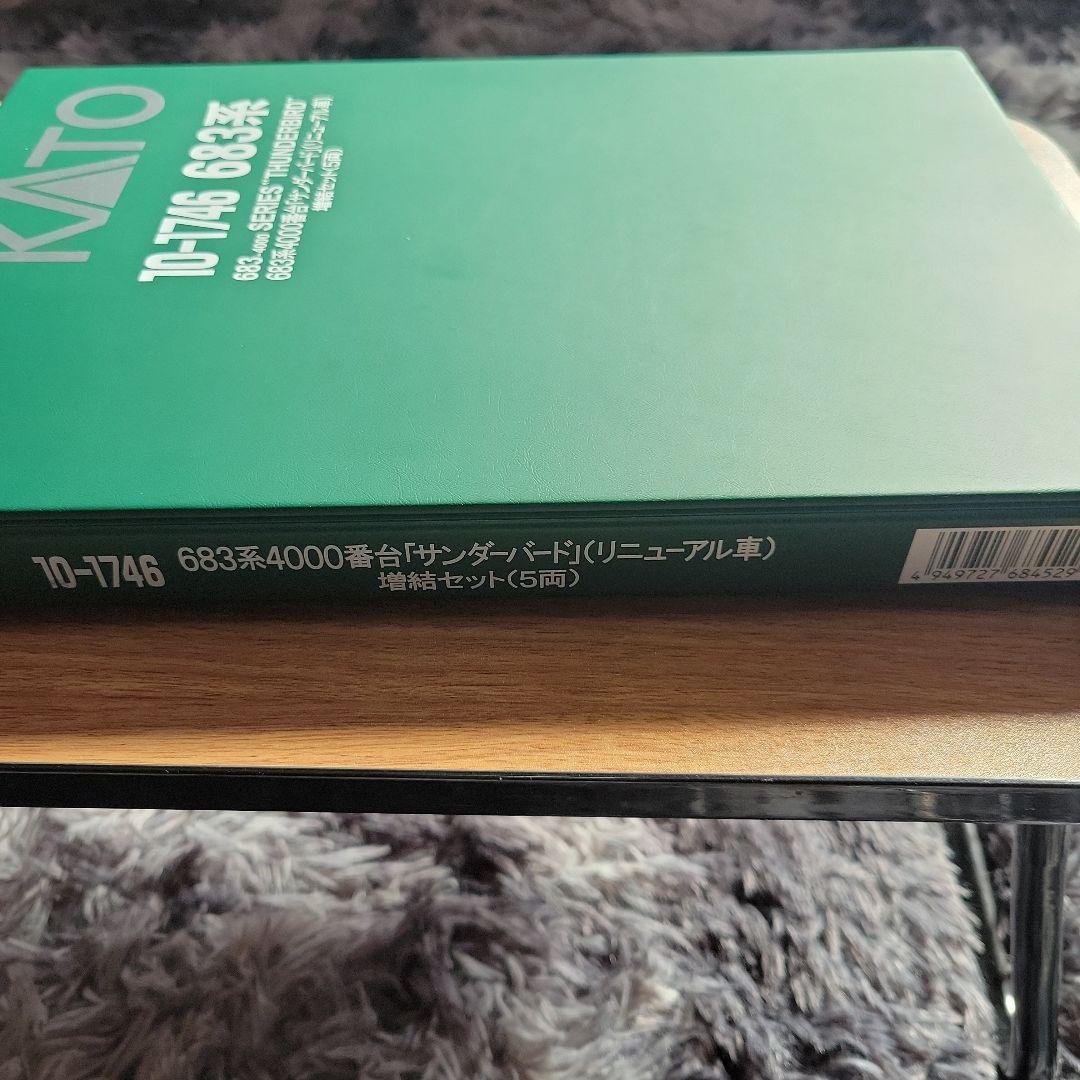 KATO
10-1746 683系
683-4000 SERIES "THUNDERBIRD"
683系4000番台「サンダーバード」(リニューアル車)
増結セット(5両)
10-1746 683系4000番台「サンダーバード」(リニューアル車)
増結セット(5両)
4 949727 684529